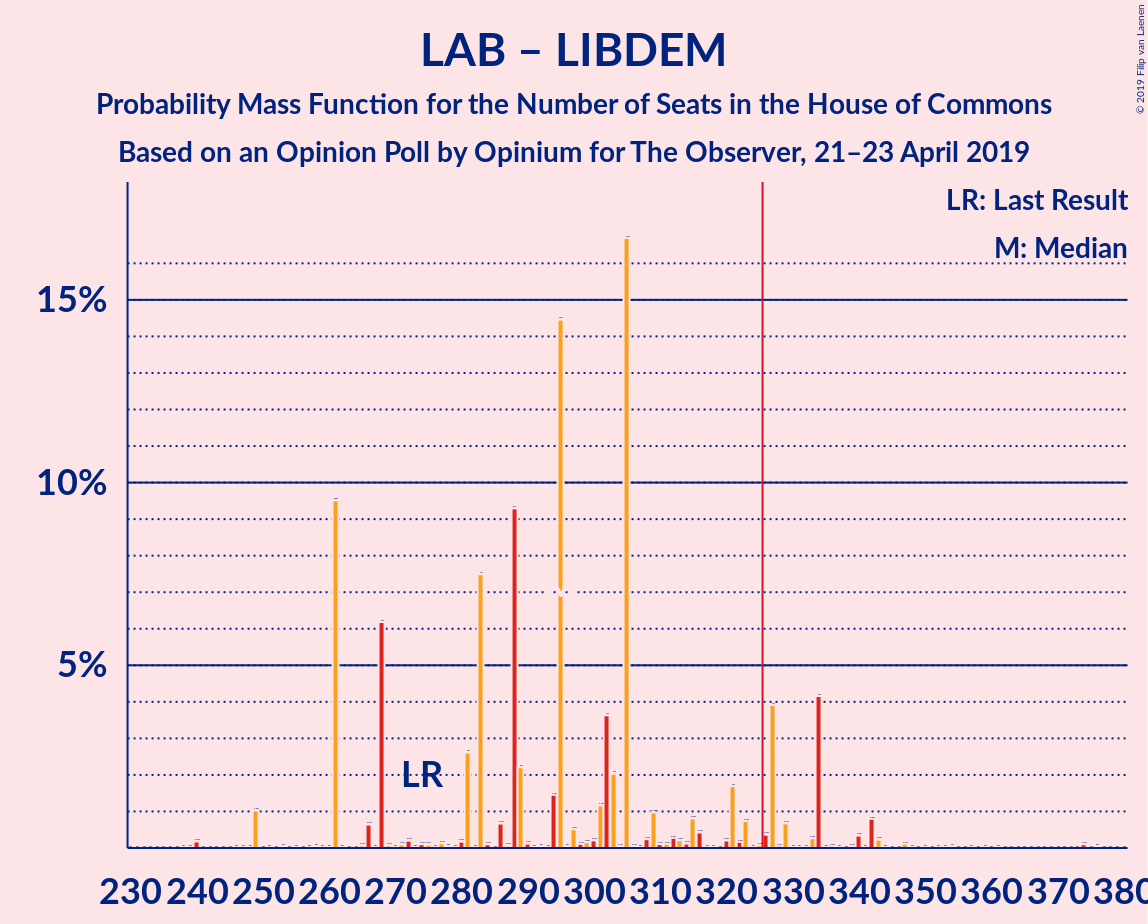 LAB – LIBDEM
Probability Mass Function for the Number of Seats in the House of Commons
Based on an Opinion Poll by Opinium for The Observer, 21–23 April 2019
© 2019 Filip van Laenen
LR: Last Result
M: Median
15%
10%
5%
LR
230 240 250 260 270 280 290 300 310 320 330 340 350 360 370 380